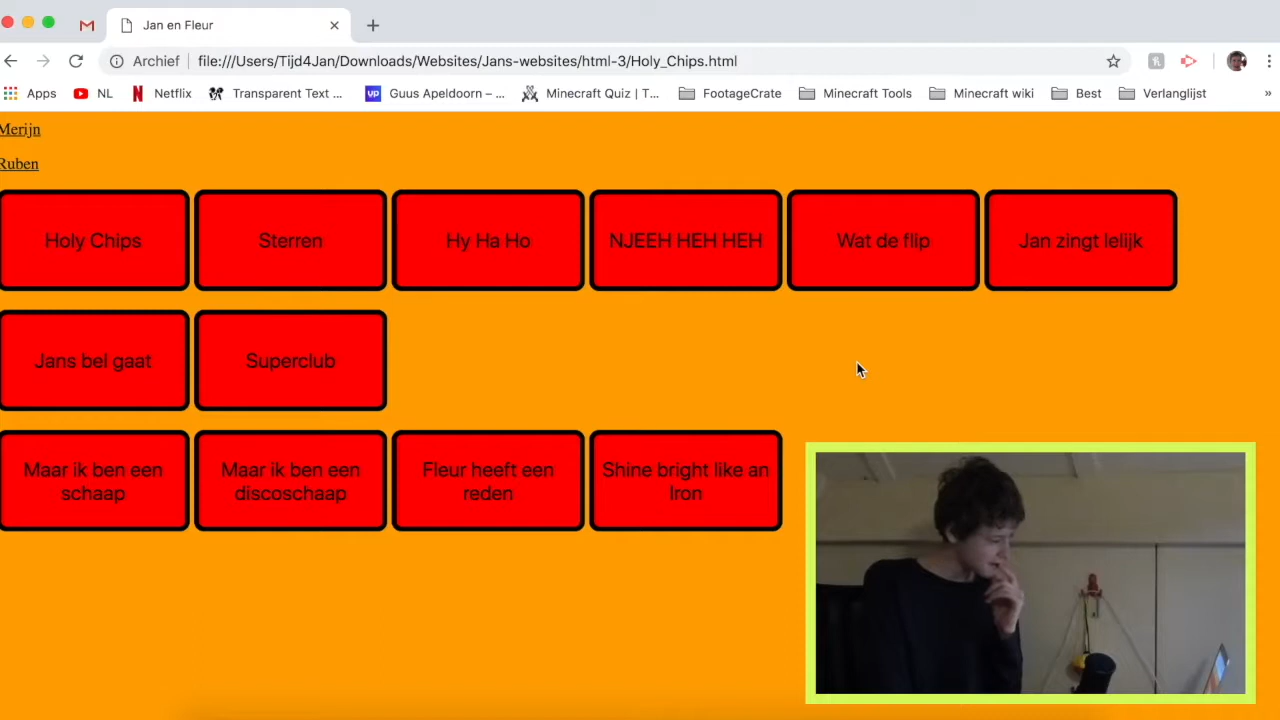 Jan en Fleur
Archief
file:///Users/Tijd4Jan/Downloads/Websites/Jans-websites/html-3/Holy_Chips.html
Apps NL Netflix Transparent Text ... Guus Apeldoorn – ... Minecraft Quiz | T... FootageCrate Minecraft Tools Minecraft wiki Best Verlanglijst »
Merijn
Ruben
Holy Chips
Sterren
Hy Ha Ho
NJEEH HEH HEH
Wat de flip
Jan zingt lelijk
Jans bel gaat
Superclub
Maar ik ben een
schaap
Maar ik ben een
discoschaap
Fleur heeft een
reden
Shine bright like an
Iron